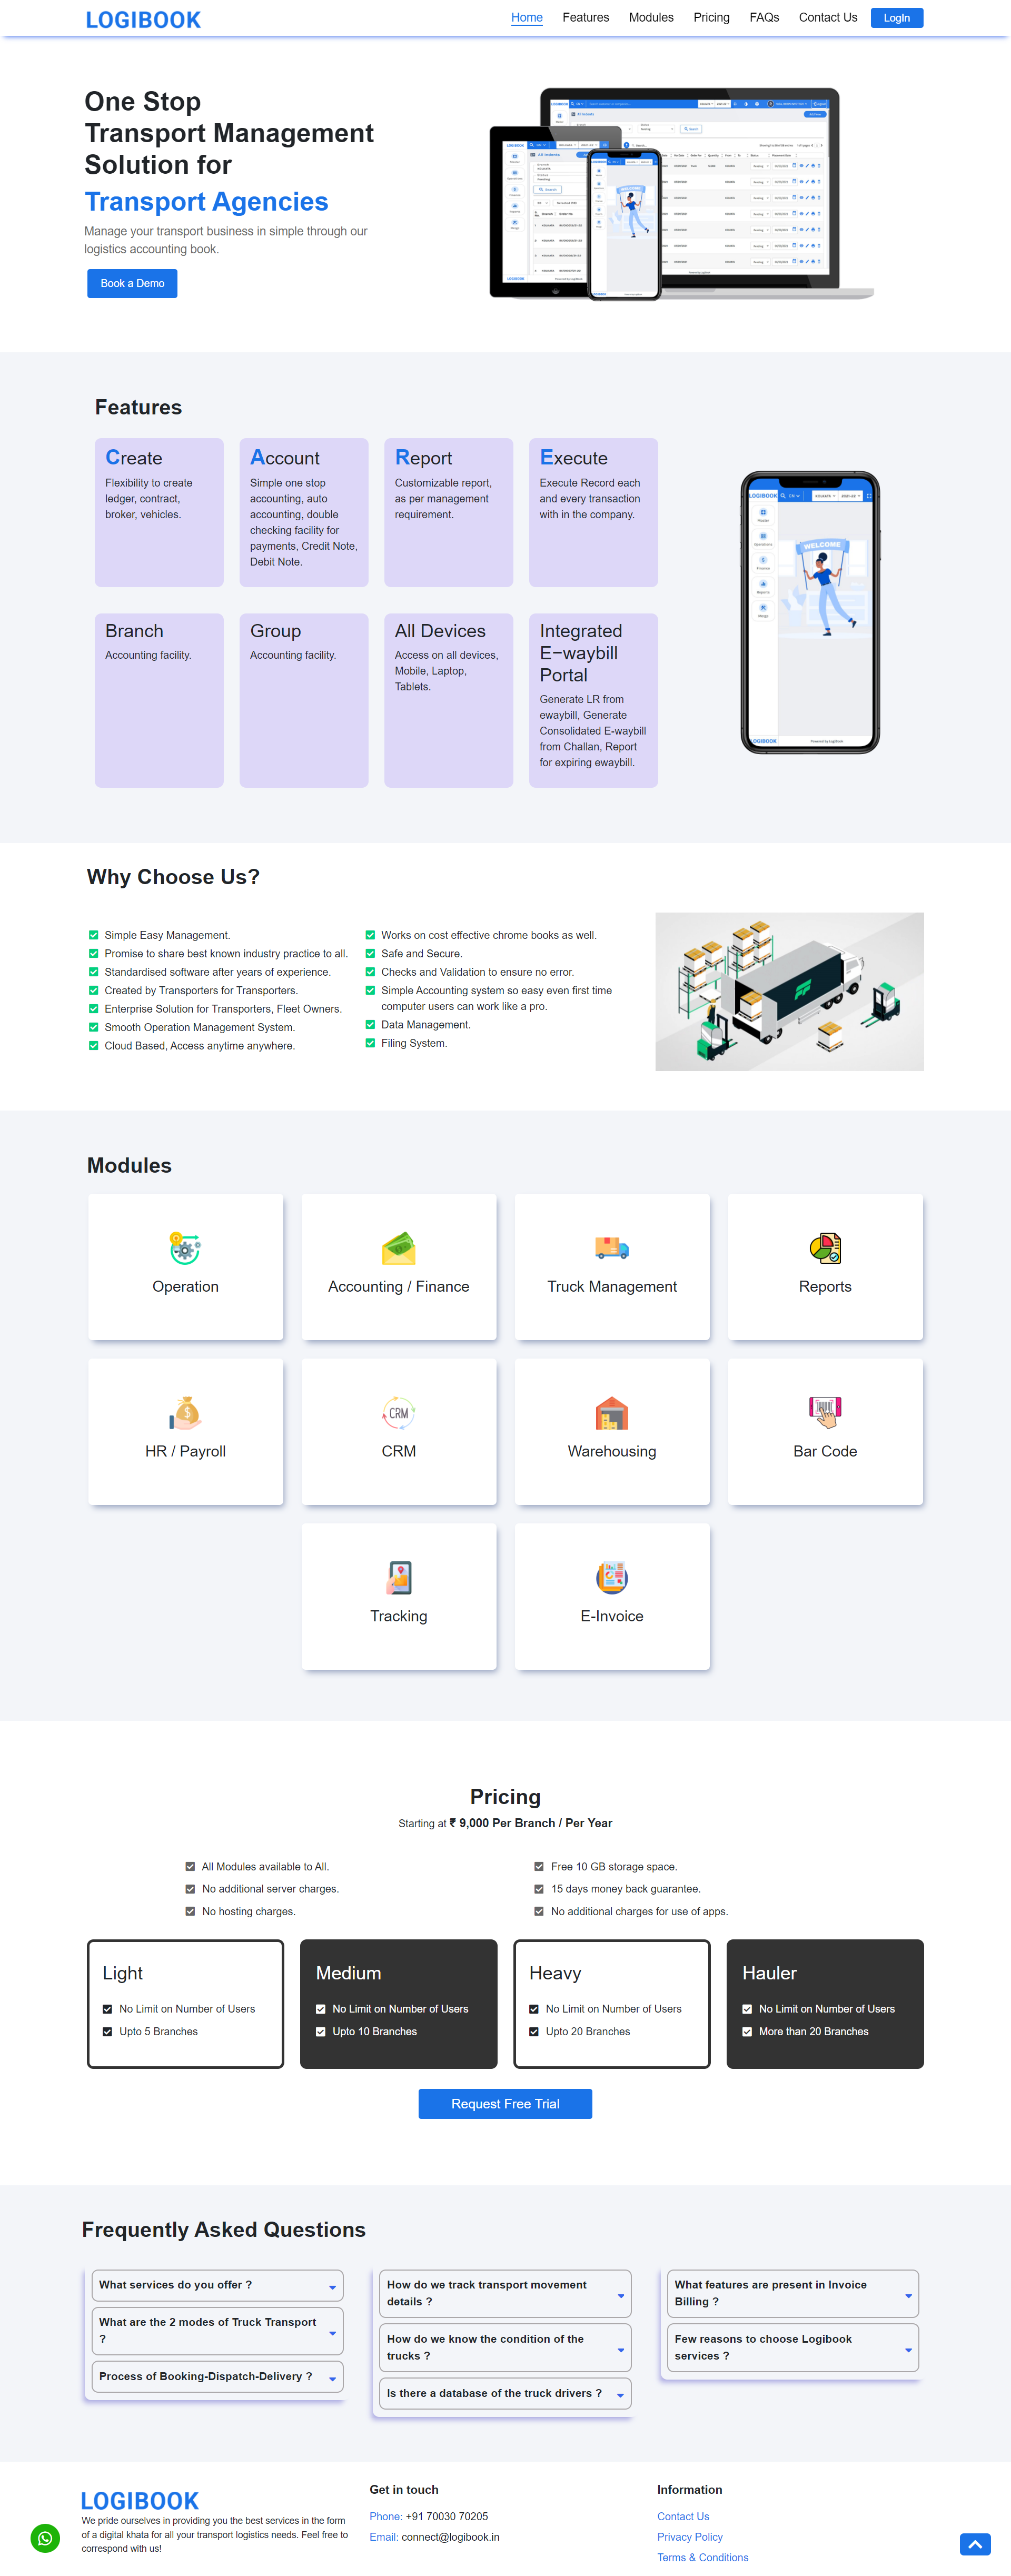 LOGIBOOK
Home Features Modules Pricing FAQs Contact Us LogIn
One Stop
Transport Management
Solution for
Transport Agencies
Manage your transport business in simple through our
logistics accounting book.
Book a Demo
Features
Create
Flexibility to create
ledger, contract,
broker, vehicles.
Account
Simple one stop
accounting, auto
accounting, double
checking facility for
payments, Credit Note,
Debit Note.
Report
Customizable report,
as per management
requirement.
Execute
Execute Record each
and every transaction
with in the company.
Branch
Accounting facility.
Group
Accounting facility.
All Devices
Access on all devices,
Mobile, Laptop,
Tablets.
Integrated
E-waybill
Portal
Generate LR from
ewaybill, Generate
Consolidated E-waybill
from Challan, Report
for expiring ewaybill.
LOGIBOOK
CN
KOLKATA
2021-22
Master
Operations
Finance
Reports
Merge
WELCOME
LOGIBOOK
Powered by LogiBook
Why Choose Us?
Simple Easy Management.
Promise to share best known industry practice to all.
Standardised software after years of experience.
Created by Transporters for Transporters.
Enterprise Solution for Transporters, Fleet Owners.
Smooth Operation Management System.
Cloud Based, Access anytime anywhere.
Works on cost effective chrome books as well.
Safe and Secure.
Checks and Validation to ensure no error.
Simple Accounting system so easy even first time
computer users can work like a pro.
Data Management.
Filing System.
Modules
Operation
Accounting / Finance
Truck Management
Reports
HR / Payroll
CRM
CRM
Warehousing
Bar Code
Tracking
E-Invoice
Pricing
Starting at ₹ 9,000 Per Branch / Per Year
All Modules available to All.
No additional server charges.
No hosting charges.
Free 10 GB storage space.
15 days money back guarantee.
No additional charges for use of apps.
Light
No Limit on Number of Users
Upto 5 Branches
Medium
No Limit on Number of Users
Upto 10 Branches
Heavy
No Limit on Number of Users
Upto 20 Branches
Hauler
No Limit on Number of Users
More than 20 Branches
Request Free Trial
Frequently Asked Questions
What services do you offer ?
What are the 2 modes of Truck Transport
?
Process of Booking-Dispatch-Delivery ?
How do we track transport movement
details ?
How do we know the condition of the
trucks ?
Is there a database of the truck drivers ?
What features are present in Invoice
Billing ?
Few reasons to choose Logibook
services ?
LOGIBOOK
We pride ourselves in providing you the best services in the form
of a digital khata for all your transport logistics needs. Feel free to
correspond with us!
Get in touch
Phone: +91 70030 70205
Email: connect@logibook.in
Information
Contact Us
Privacy Policy
Terms & Conditions